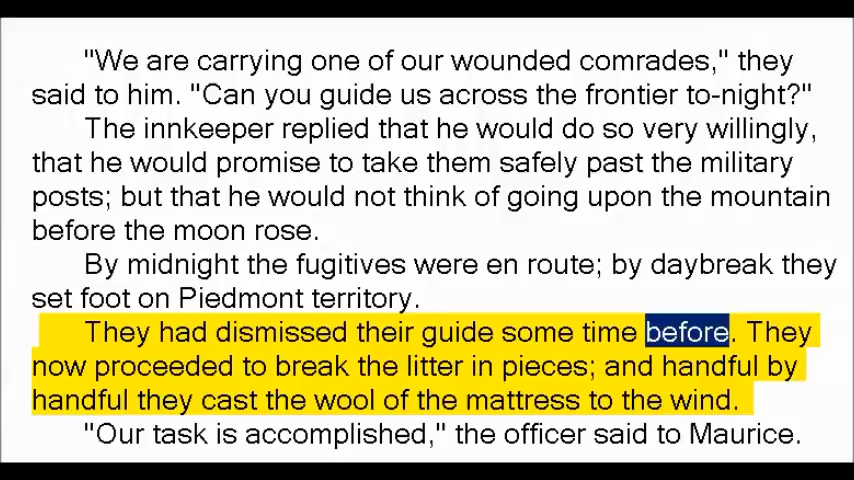 "We are carrying one of our wounded comrades," they
said to him. "Can you guide us across the frontier to-night?"
The innkeeper replied that he would do so very willingly,
that he would promise to take them safely past the military
posts; but that he would not think of going upon the mountain
before the moon rose.
By midnight the fugitives were en route; by daybreak they
set foot on Piedmont territory.
They had dismissed their guide some time before. They
now proceeded to break the litter in pieces; and handful by
handful they cast the wool of the mattress to the wind.
"Our task is accomplished," the officer said to Maurice.